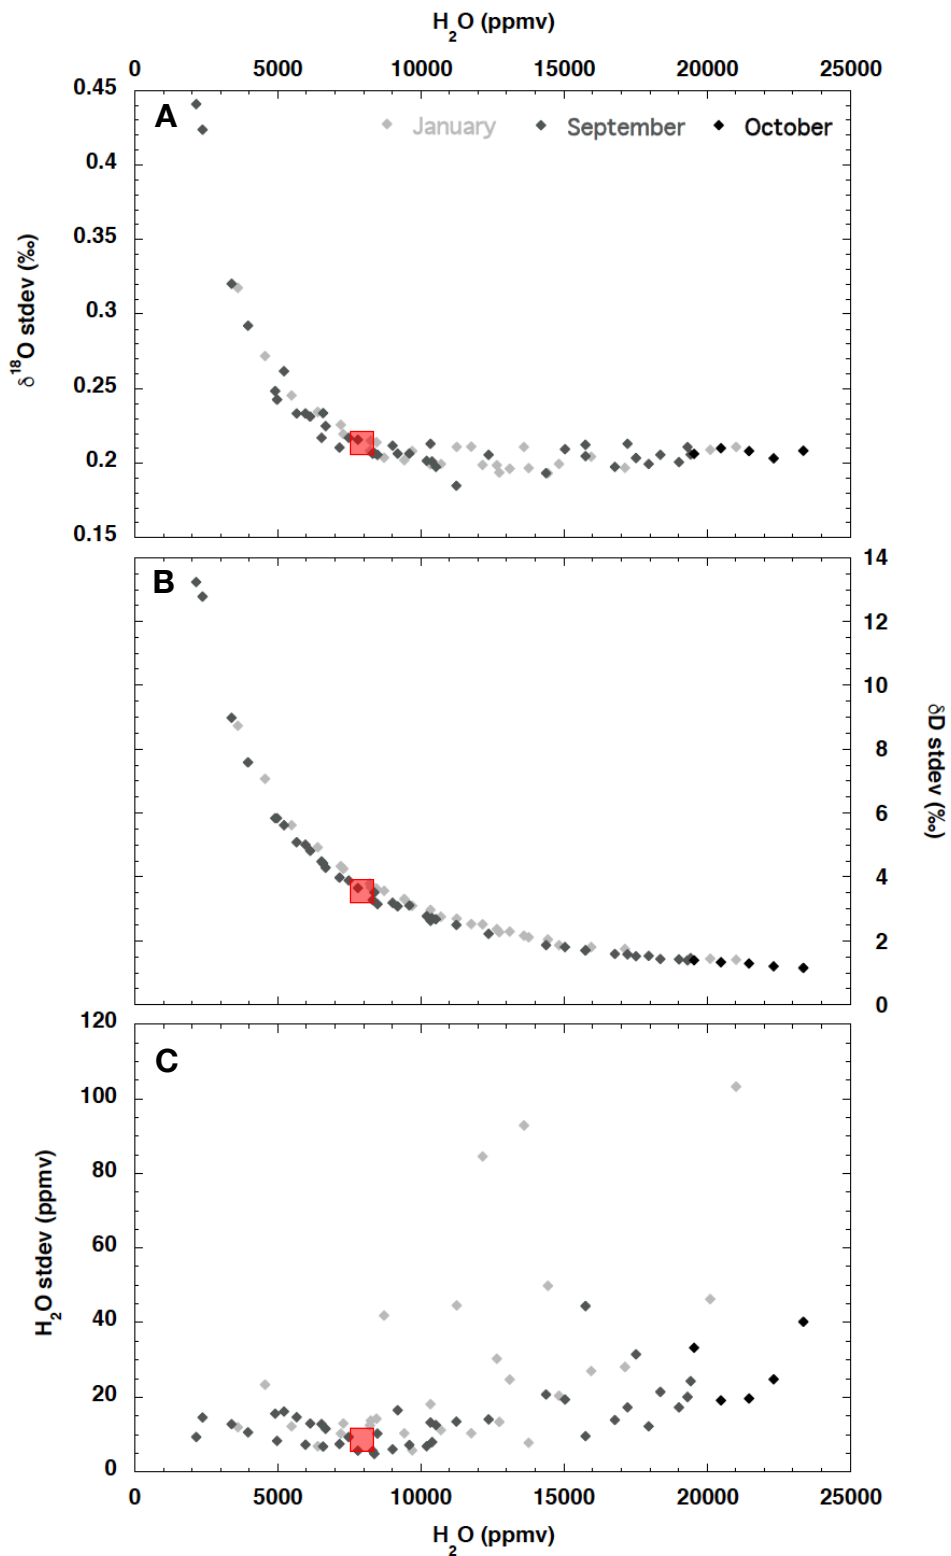 H2O (ppmv)
0 5000 10000 15000 20000 25000
0.45
A January September October
0.4
0.35
0.3
0.25
0.2
0.15
δ18O stdev (‰)
B
14
12
10
8
6
4
2
0
δD stdev (‰)
120
C
100
80
60
40
20
0
H2O stdev (ppmv)
0 5000 10000 15000 20000 25000
H2O (ppmv)